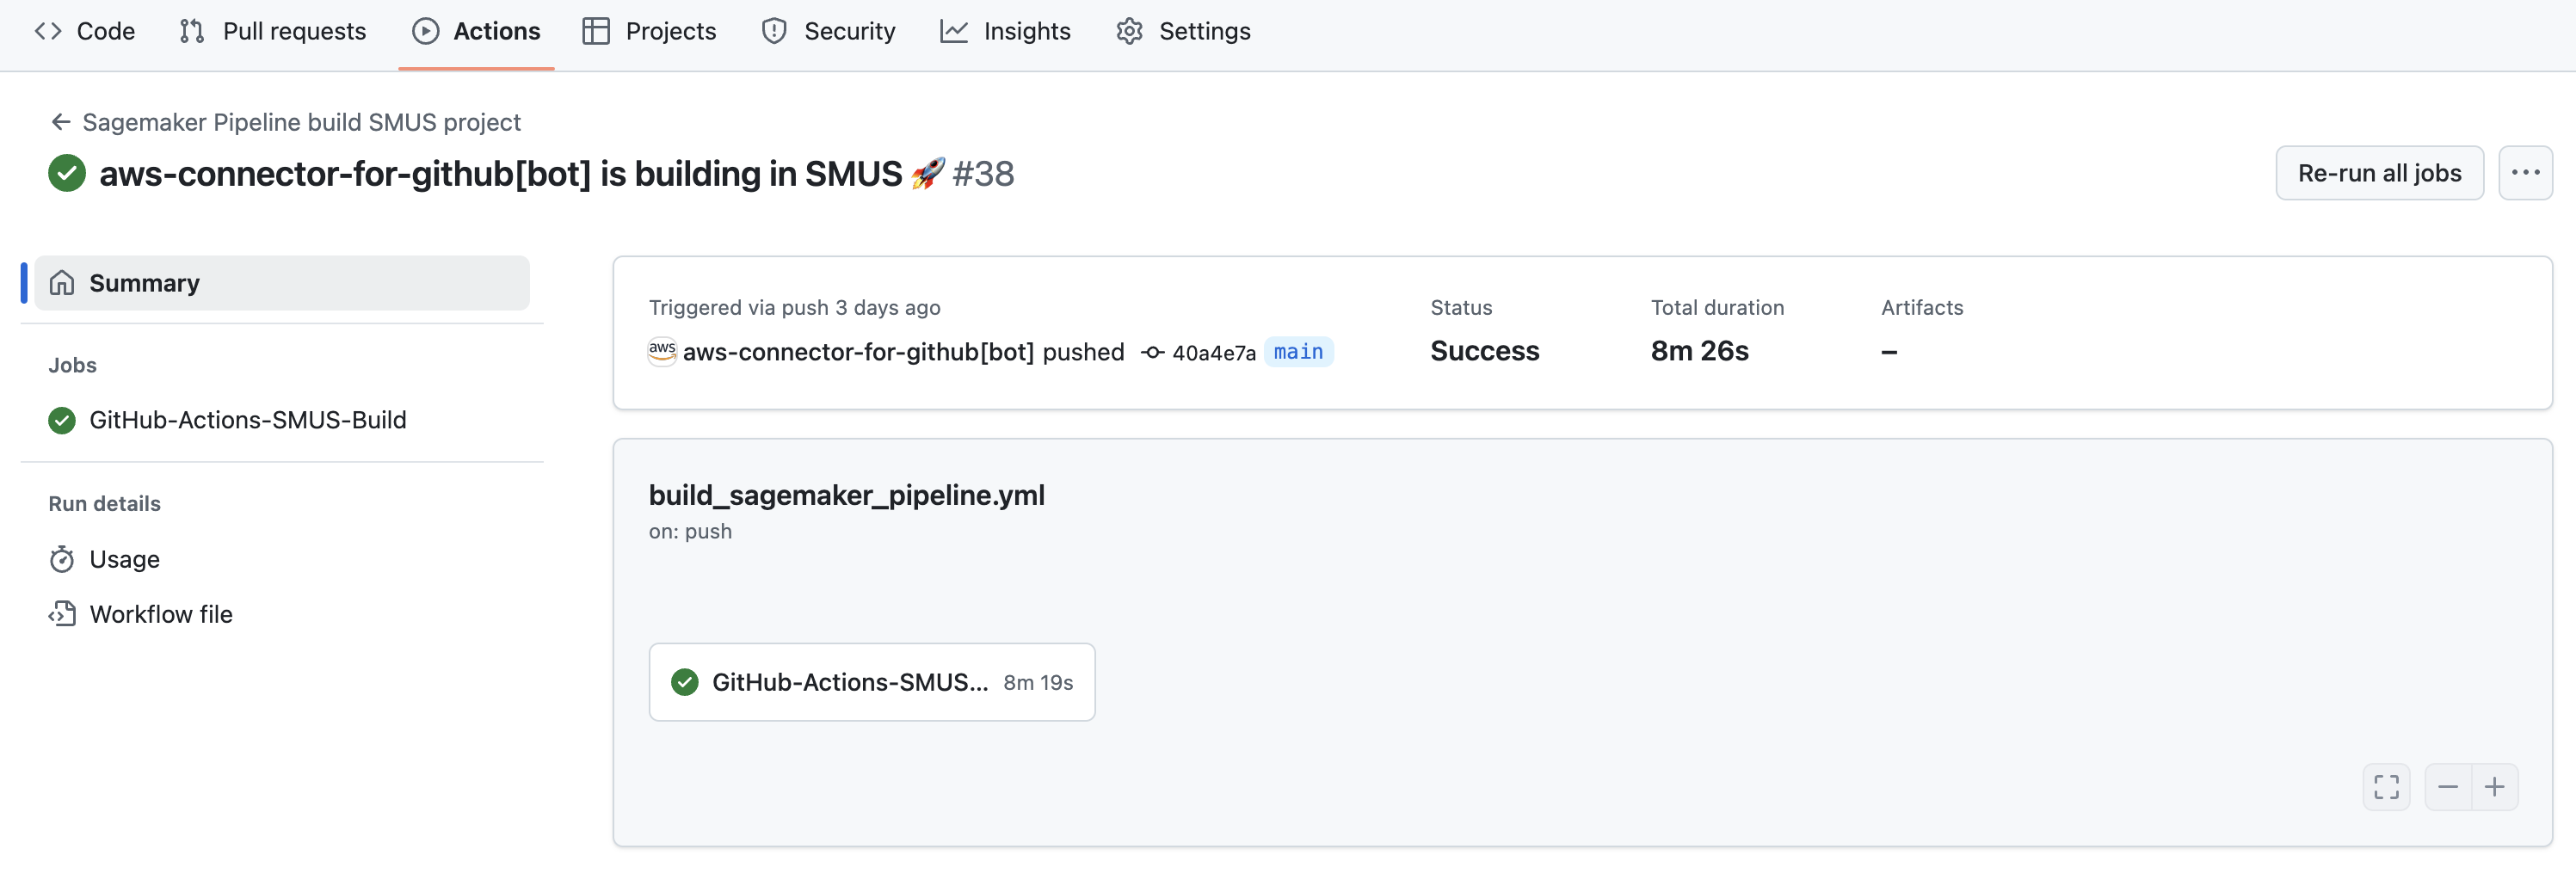 Code Pull requests Actions Projects Security Insights Settings
Sagemaker Pipeline build SMUS project
aws-connector-for-github[bot] is building in SMUS 🚀 #38
Re-run all jobs
Summary
Jobs
GitHub-Actions-SMUS-Build
Run details
Usage
Workflow file
Triggered via push 3 days ago
aws aws-connector-for-github[bot] pushed 40a4e7a main
Status
Success
Total duration
8m 26s
Artifacts
–
build_sagemaker_pipeline.yml
on: push
GitHub-Actions-SMUS... 8m 19s